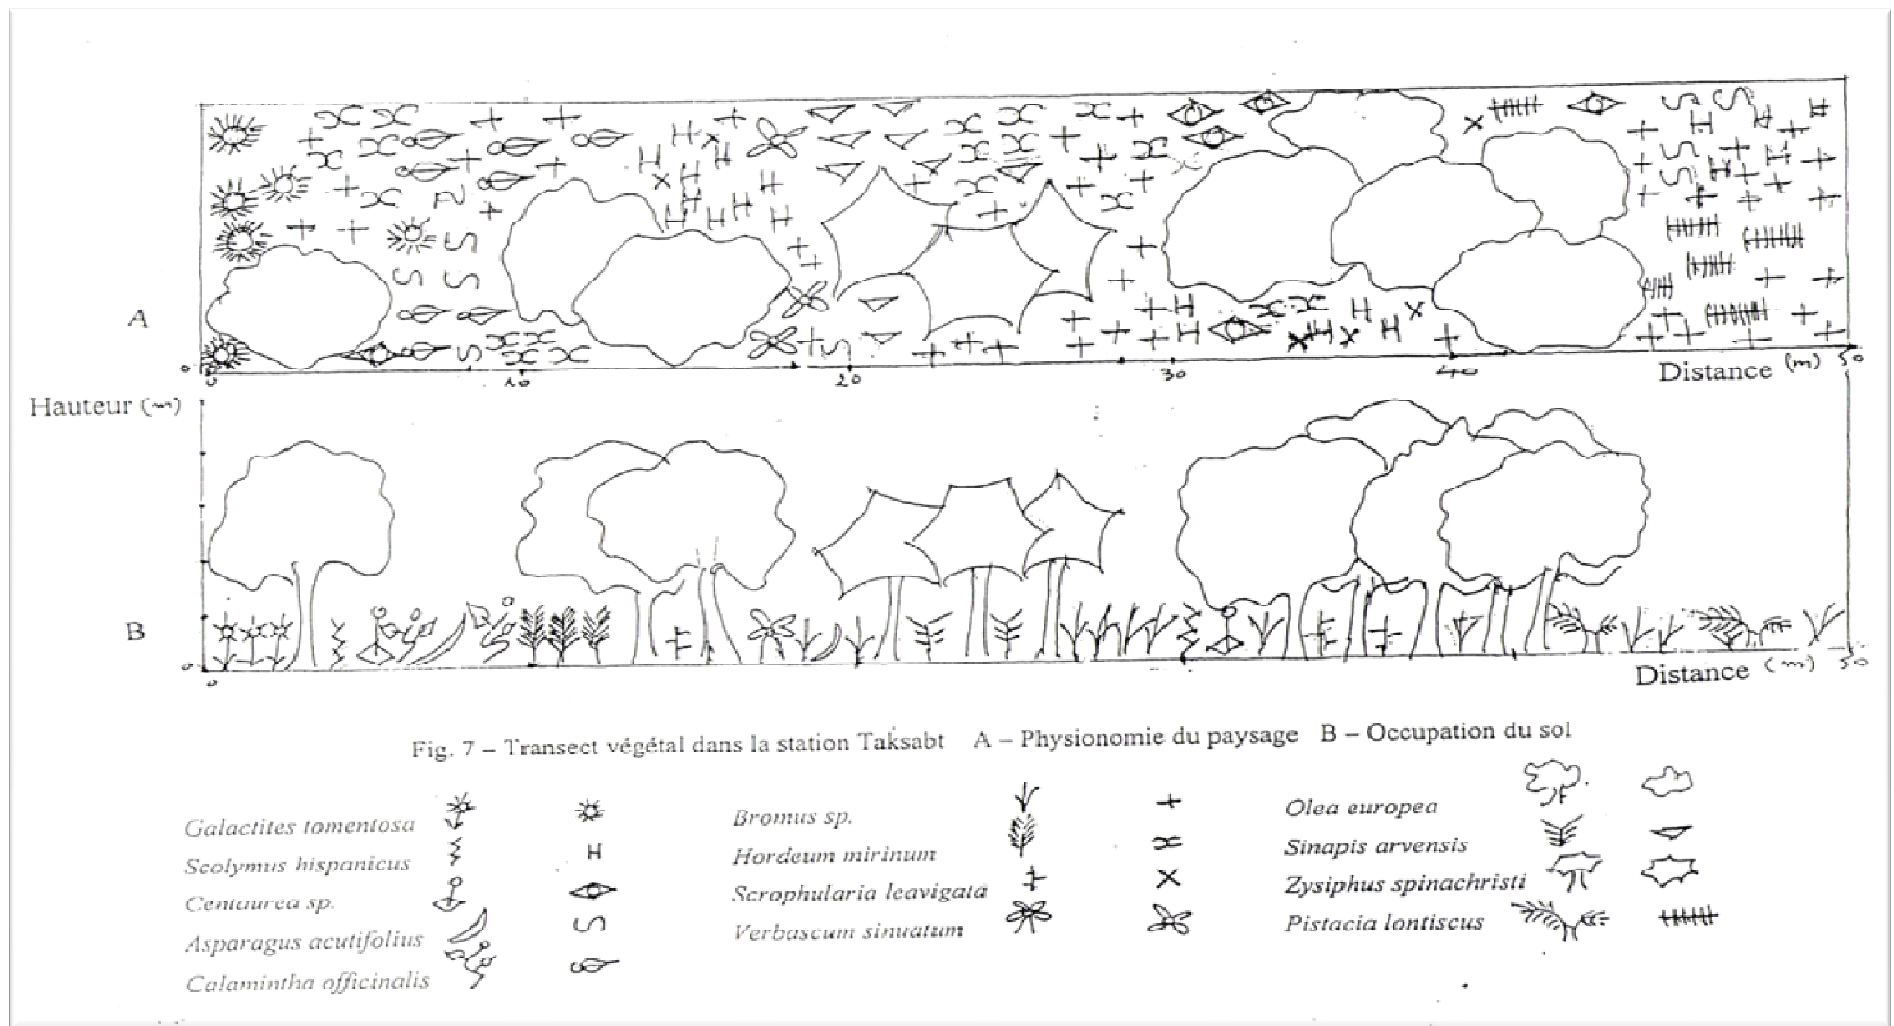 A
0 0 10 20 30 40 Distance (m) 50
Hauteur (m)
B
0
0 Distance (m) 50
Fig. 7 – Transect végétal dans la station Taksabt A – Physionomie du paysage B – Occupation du sol
Galactites tomentosa
Scolymus hispanicus
Centaurea sp.
Asparagus acutifolius
Calamintha officinalis
Bromus sp.
Hordeum mirinum
Scrophularia leavigata
Verbascum sinuatum
Olea europea
Sinapis arvensis
Zysiphus spinachristi
Pistacia lontiscus